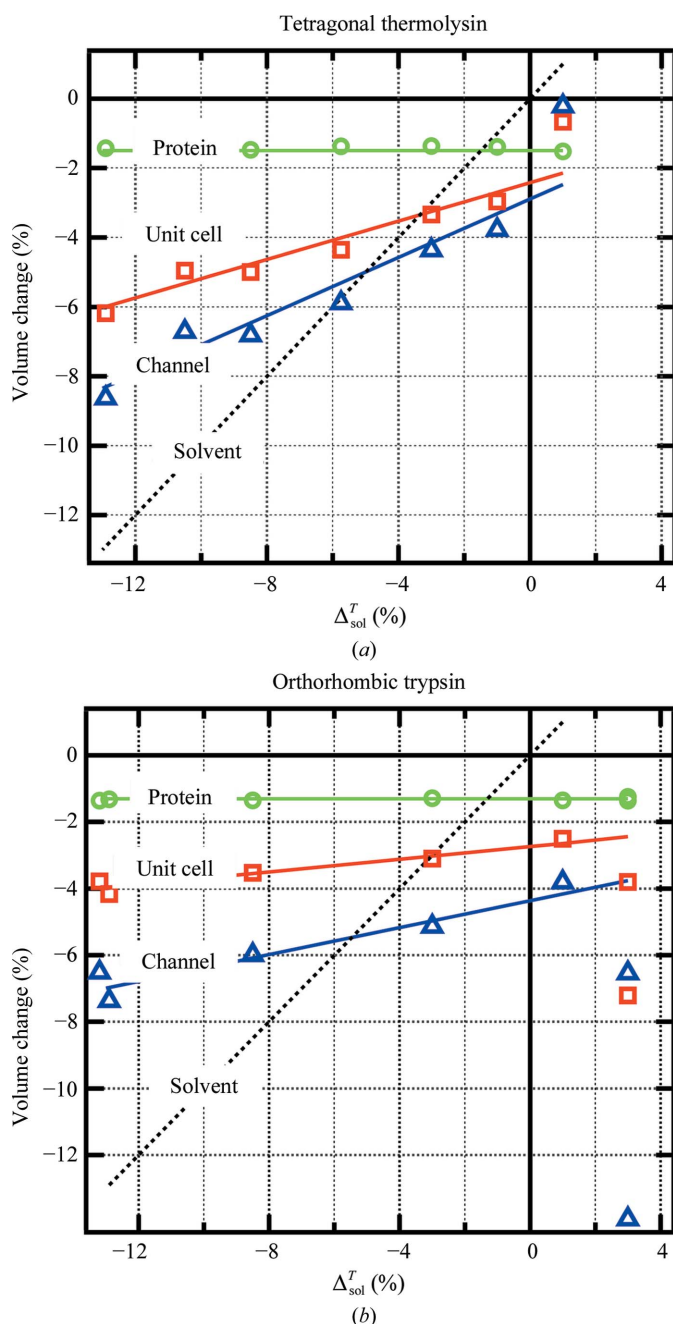 Tetragonal thermolysin
0
−2
−4
−6
−8
−10
−12
Volume change (%)
Protein
Unit cell
Channel
Solvent
−12 −8 −4 0 4
Δ^T_sol (%)
(a)
Orthorhombic trypsin
0
−2
−4
−6
−8
−10
−12
Volume change (%)
Protein
Unit cell
Channel
Solvent
−12 −8 −4 0 4
Δ^T_sol (%)
(b)